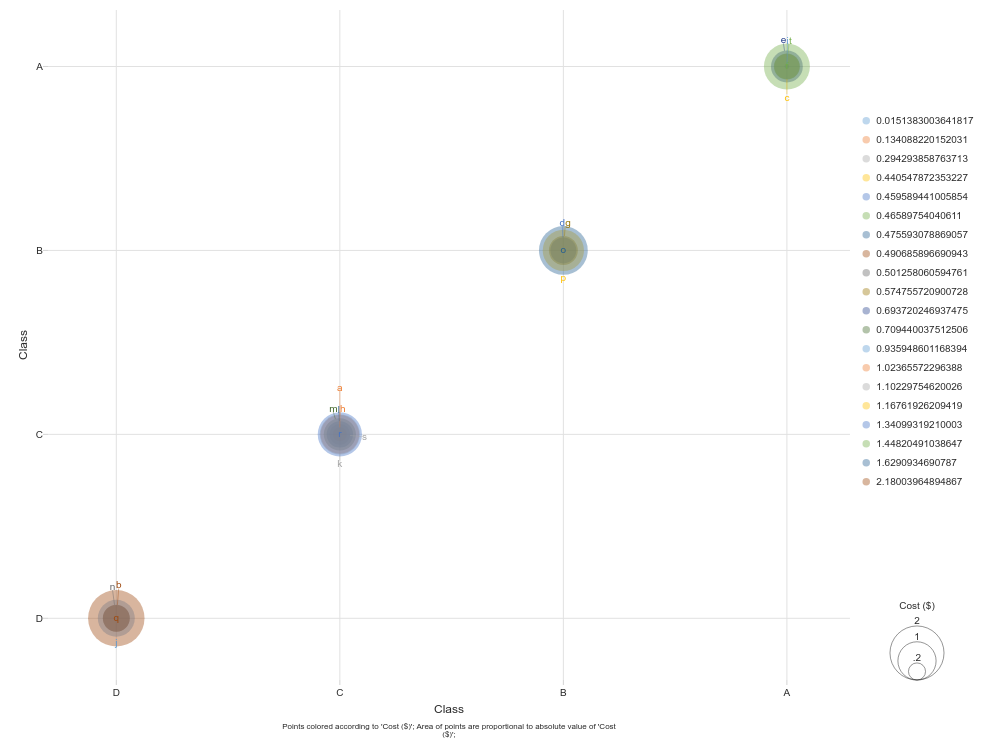 A
e i t
c
B
d g
o
p
Class
a
m f h
C
r
s
k
n b
D
q
j
D
C
B
A
Class
Points colored according to 'Cost ($)'; Area of points are proportional to absolute value of 'Cost
($)';
0.0151383003641817
0.134088220152031
0.294293858763713
0.440547872353227
0.459589441005854
0.46589754040611
0.475593078869057
0.490685896690943
0.501258060594761
0.574755720900728
0.693720246937475
0.709440037512506
0.935948601168394
1.02365572296388
1.10229754620026
1.16761926209419
1.34099319210003
1.44820491038647
1.6290934690787
2.18003964894867
Cost ($)
2
1
.2